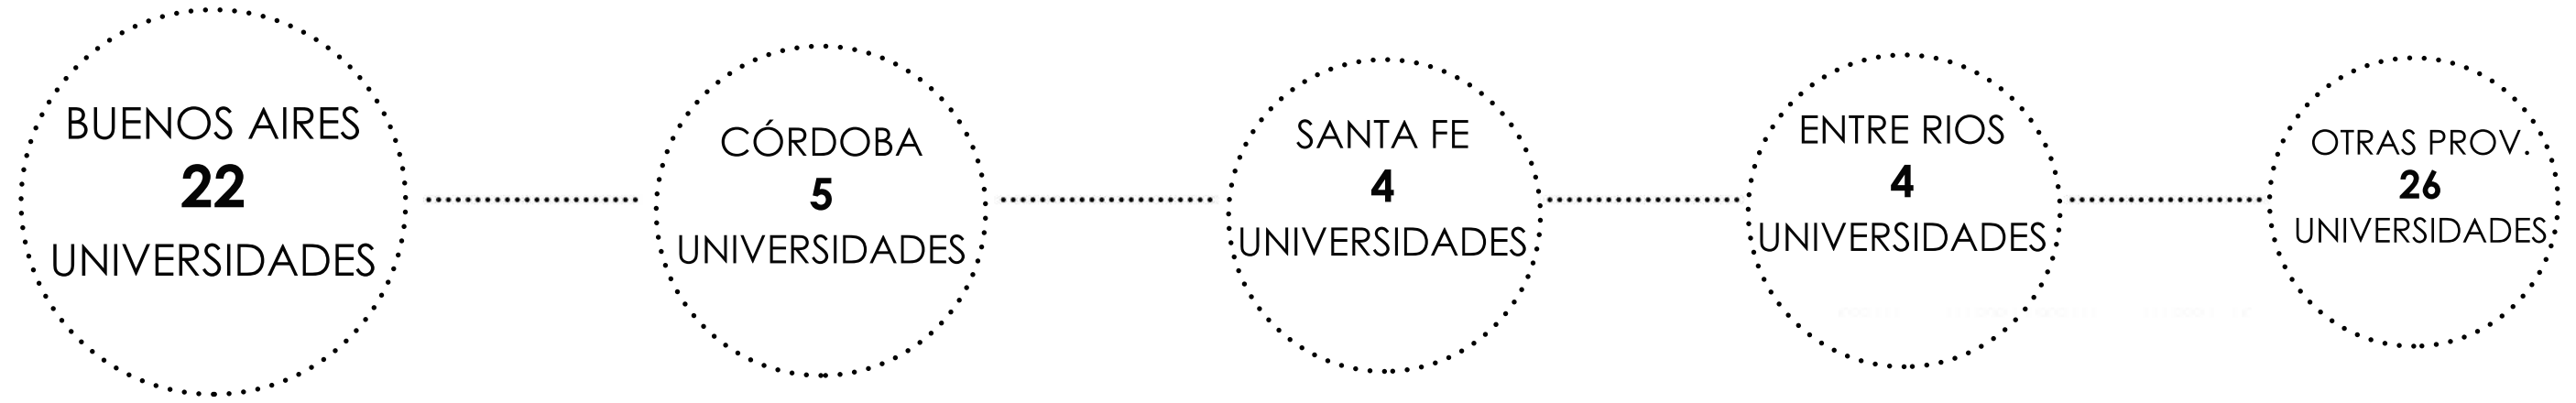 BUENOS AIRES
22
UNIVERSIDADES
CÓRDOBA
5
UNIVERSIDADES
SANTA FE
4
UNIVERSIDADES
ENTRE RIOS
4
UNIVERSIDADES
OTRAS PROV.
26
UNIVERSIDADES